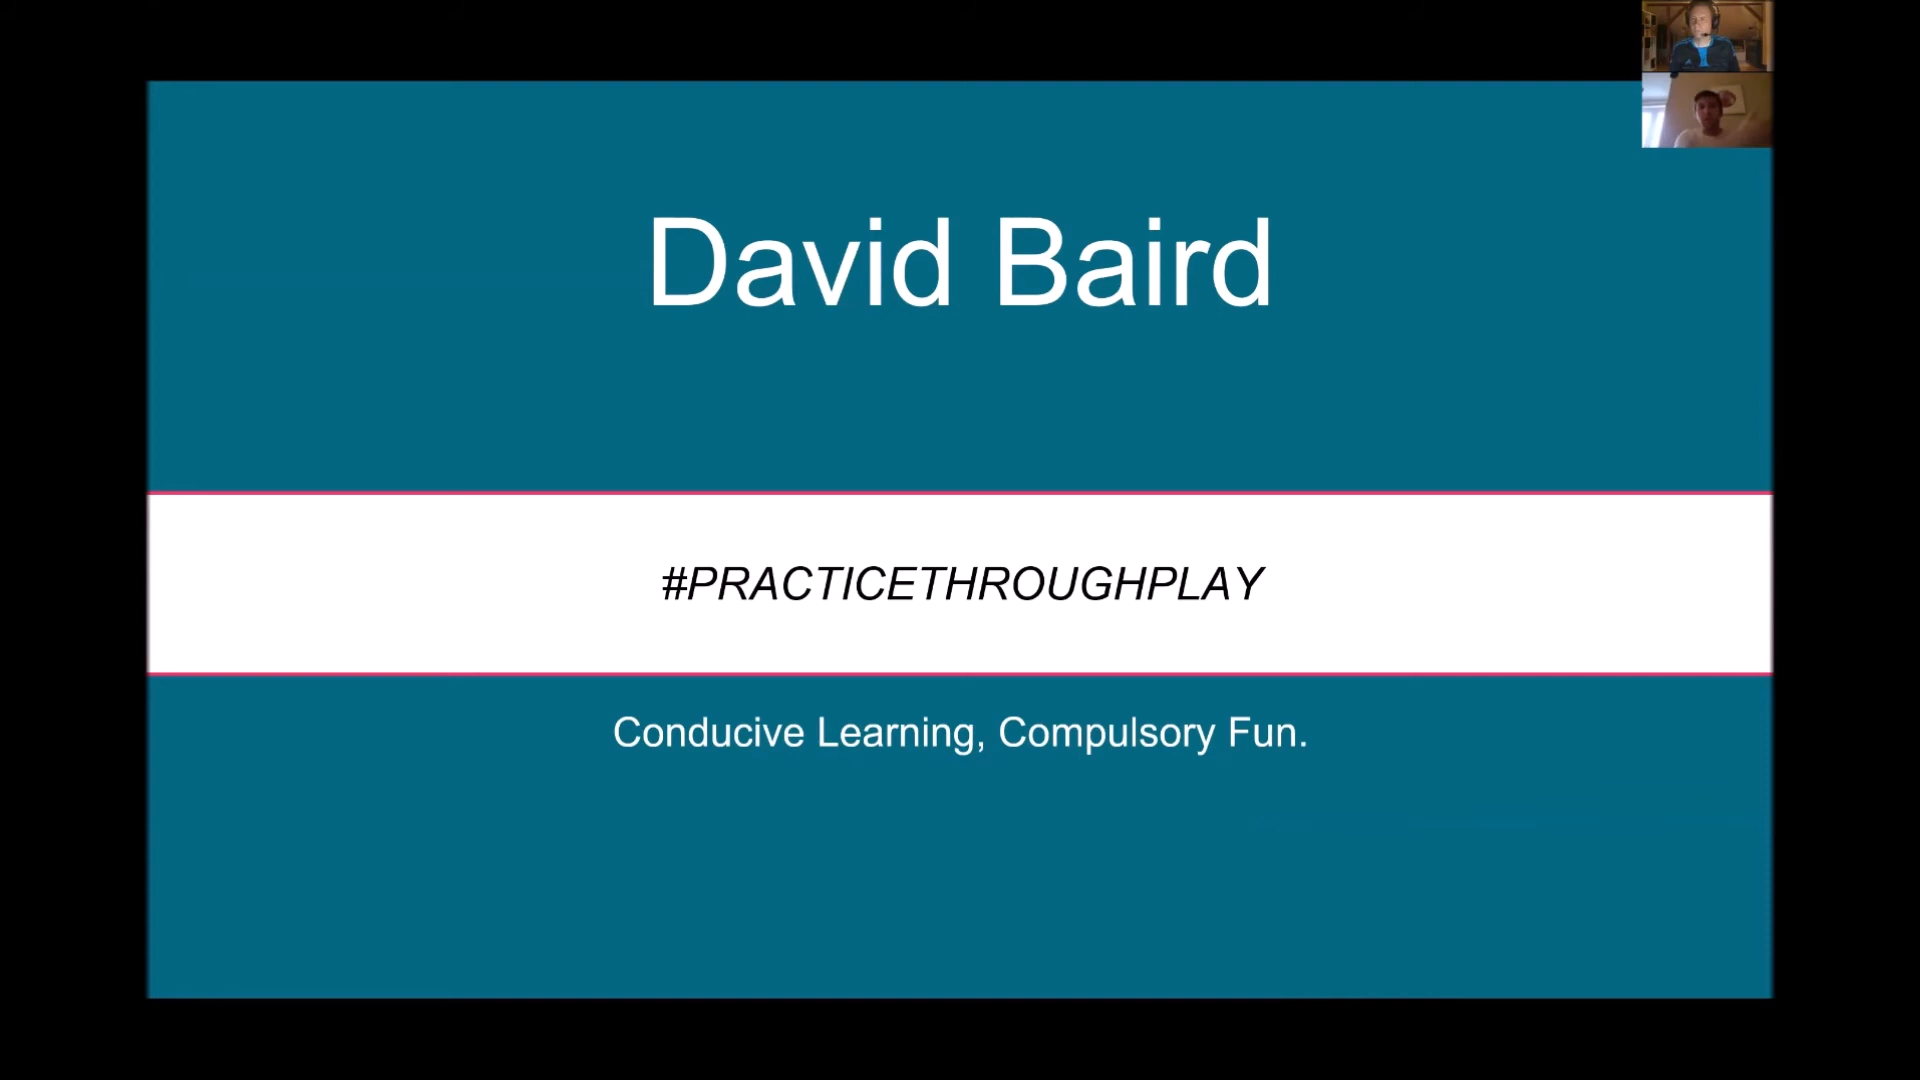 David Baird
#PRACTICETHROUGHPLAY
Conducive Learning, Compulsory Fun.